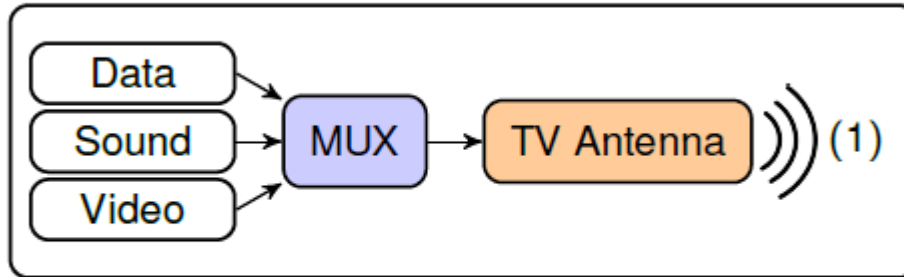 Data
Sound
Video
MUX
TV Antenna
(1)